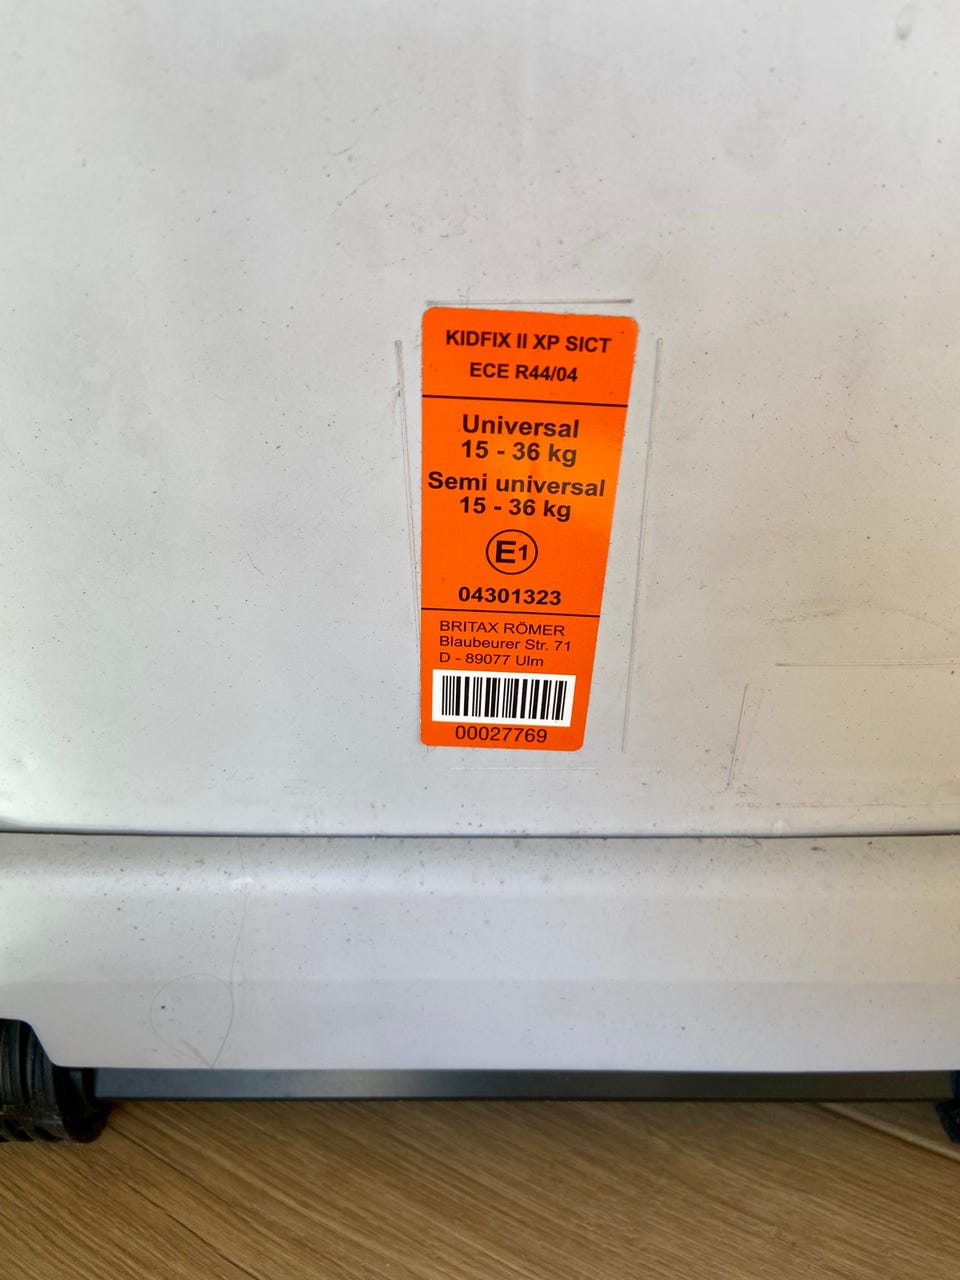 KIDFIX II XP SICT
ECE R44/04
Universal
15 - 36 kg
Semi universal
15 - 36 kg
E1
04301323
BRITAX RÖMER
Blaubeurer Str. 71
D - 89077 Ulm
00027769